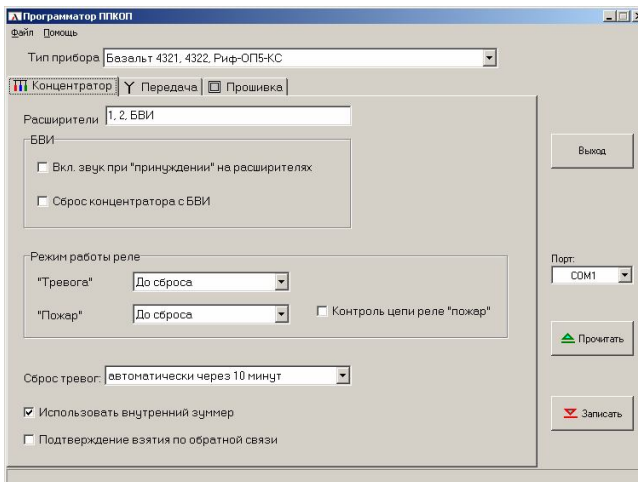 Программатор ППКОП
Файл Помощь
Тип прибора Базальт 4321, 4322, Риф-ОП5-КС
Концентратор Передача Прошивка
Расширители 1, 2, БВИ
БВИ
Вкл. звук при "принуждении" на расширителях
Сброс концентратора с БВИ
Выход
Режим работы реле
"Тревога" До сброса
"Пожар" До сброса Контроль цепи реле "пожар"
Порт:
COM1
Прочитать
Сброс тревог: автоматически через 10 минут
Использовать внутренний зуммер
Подтверждение взятия по обратной связи
Записать